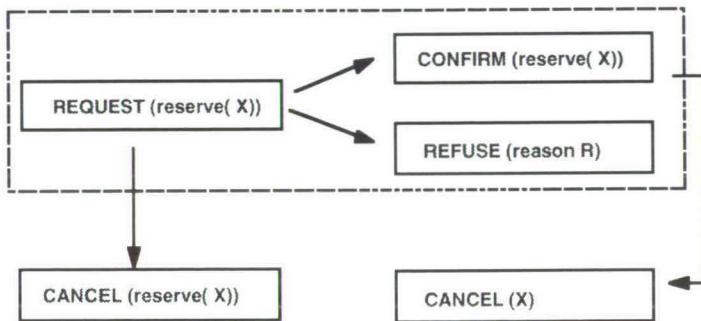 CONFIRM (reserve( X))
REQUEST (reserve( X))
REFUSE (reason R)
CANCEL (reserve( X))
CANCEL (X)